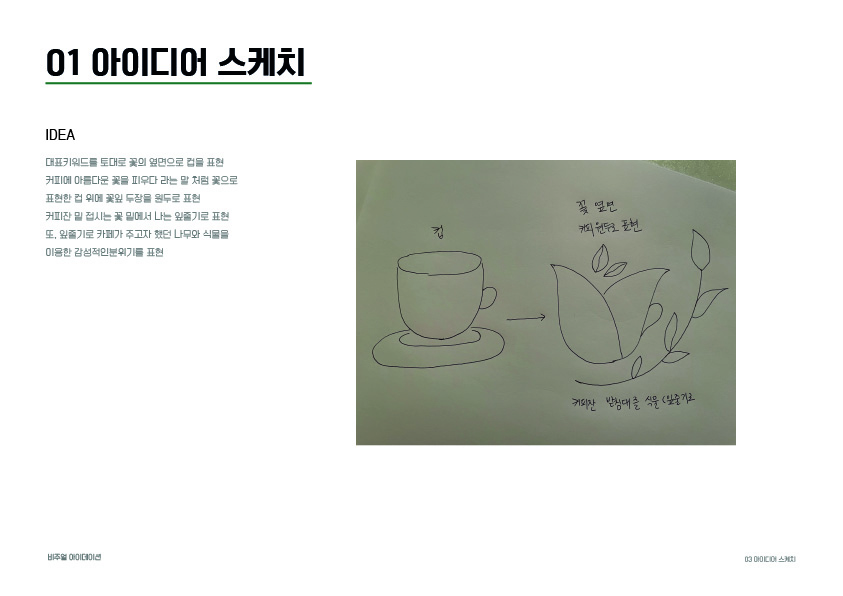 01 아이디어 스케치
IDEA
대표키워드를 토대로 꽃의 옆면으로 컵을 표현
커피에 아름다운 꽃을 피우다 라는 말 처럼 꽃으로
표현한 컵 위에 꽃잎 두장을 원두로 표현
커피잔 밑 접시는 꽃 밑에서 나는 잎줄기로 표현
또, 잎줄기로 카페가 주고자 했던 나무와 식물을
이용한 감성적인분위기를 표현
컵
꽃 옆면
커피 원두로 표현
커피잔 받침대를 식물 (잎줄기로
비주얼 아이데이션
03 아이디어 스케치